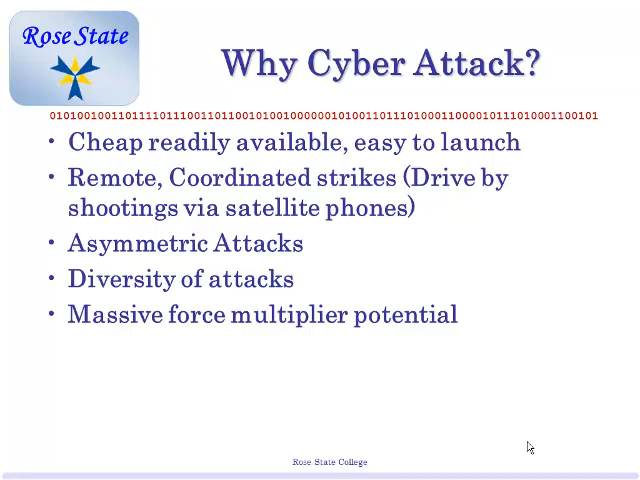 Rose State
Why Cyber Attack?
01010010011011110111001101100101001000000101001101110100011000010111010001100101
• Cheap readily available, easy to launch
• Remote, Coordinated strikes (Drive by
shootings via satellite phones)
• Asymmetric Attacks
• Diversity of attacks
• Massive force multiplier potential
Rose State College